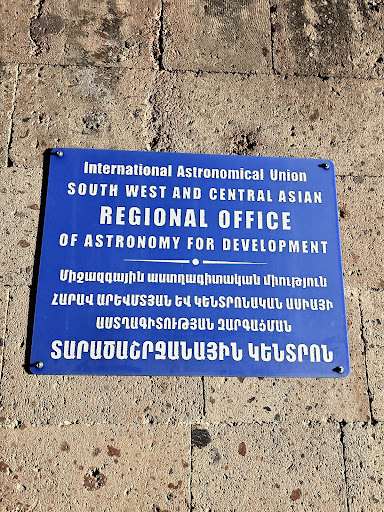 International Astronomical Union
SOUTH WEST AND CENTRAL ASIAN
REGIONAL OFFICE
OF ASTRONOMY FOR DEVELOPMENT
Միջազգային աստղագիտական միություն
ՀԱՐԱՎ ԱՐԵՎՄՏՅԱՆ ԵՎ ԿԵՆՏՐՈՆԱԿԱՆ ԱՍԻԱՅԻ
ԱՍՏՂԱԳԻՏՈՒԹՅԱՆ ԶԱՐԳԱՑՄԱՆ
ՏԱՐԱԾԱՇՐՋԱՆԱՅԻՆ ԿԵՆՏՐՈՆ